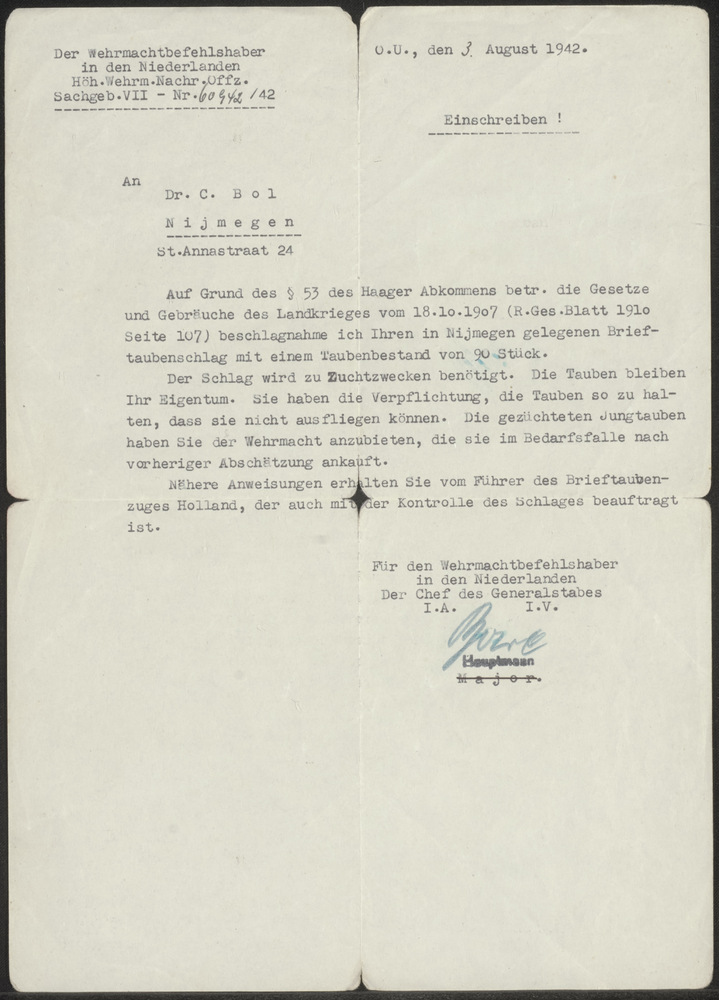 Der Wehrmachtbefehlshaber
in den Niederlanden
Höh.Wehrm.Nachr.Offz.
Sachgeb.VII - Nr. /42
O.U., den 3. August 1942.
Einschreiben !
An
Dr. C. B o l
N i j m e g e n
St.Annastraat 24
Auf Grund des § 53 des Haager Abkommens betr. die Gesetze
und Gebräuche des Landkrieges vom 18.10.1907 (R.Ges.Blatt 1910
Seite 107) beschlagnahme ich Ihren in Nijmegen gelegenen Brief-
taubenschlag mit einem Taubenbestand von 90 Stück.
Der Schlag wird zu Zuchtzwecken benötigt. Die Tauben bleiben
Ihr Eigentum. Sie haben die Verpflichtung, die Tauben so zu hal-
ten, dass sie nicht ausfliegen können. Die gezüchteten Jungtauben
haben Sie der Wehrmacht anzubieten, die sie im Bedarfsfalle nach
vorheriger Abschätzung ankauft.
Nähere Anweisungen erhalten Sie vom Führer des Brieftauben-
zuges Holland, der auch mit der Kontrolle des Schlages beauftragt
ist.
Für den Wehrmachtbefehlshaber
in den Niederlanden
Der Chef des Generalstabes
I.A. I.V.
Hauptmann
M a j o r.